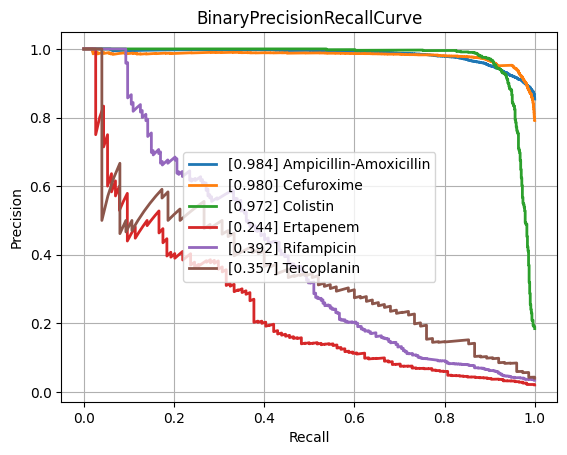 BinaryPrecisionRecallCurve
Precision
1.0
0.8
0.6
0.4
0.2
0.0
[0.984] Ampicillin-Amoxicillin
[0.980] Cefuroxime
[0.972] Colistin
[0.244] Ertapenem
[0.392] Rifampicin
[0.357] Teicoplanin
0.0 0.2 0.4 0.6 0.8 1.0
Recall